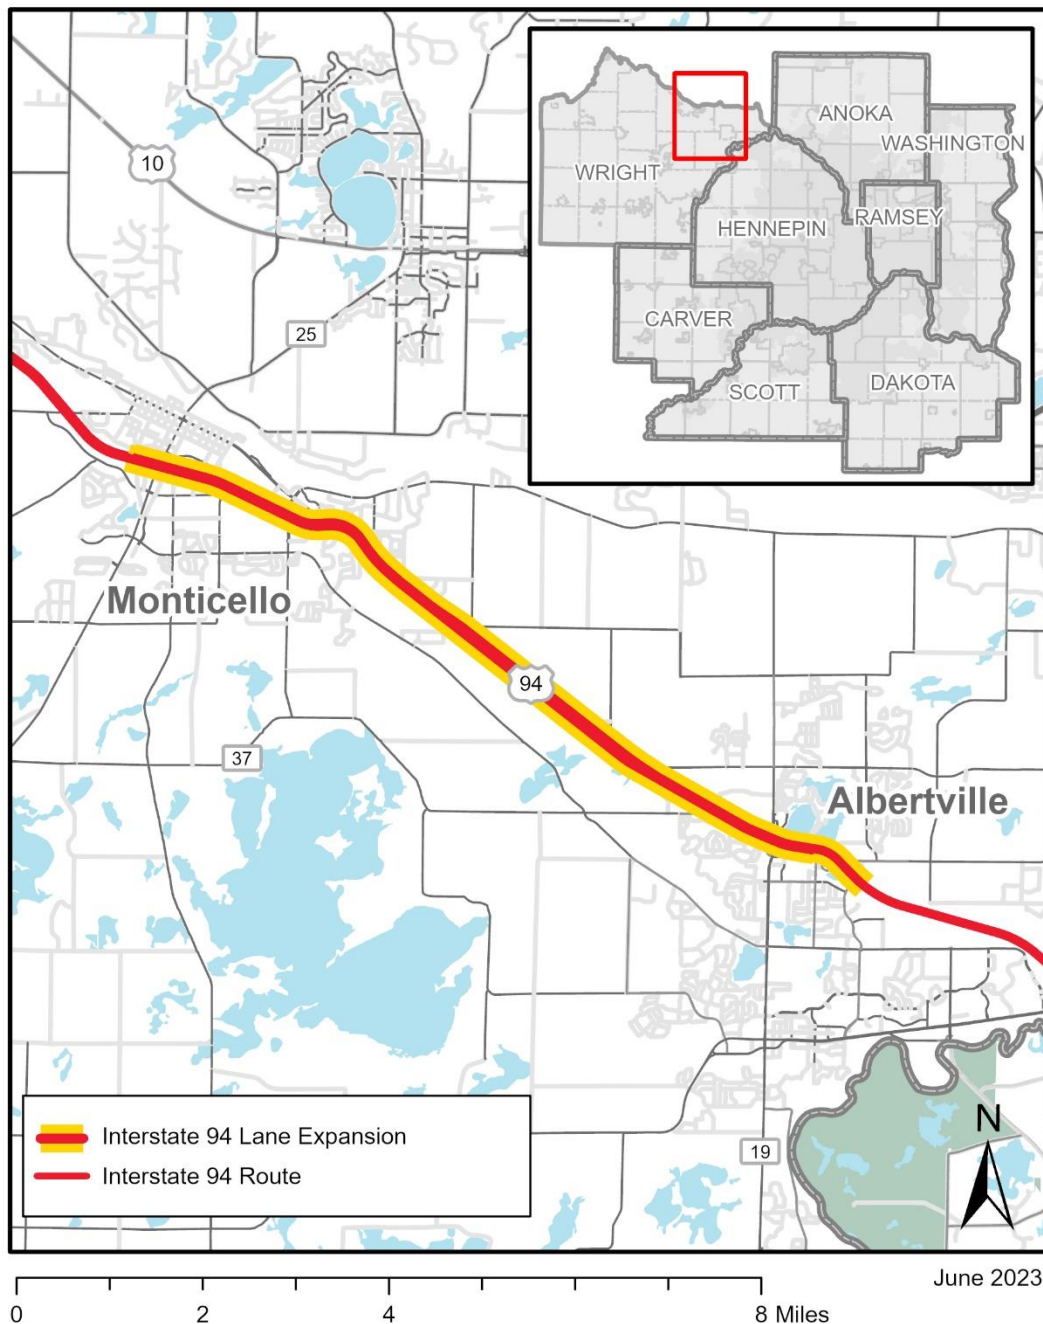 10
25
ANOKA
WASHINGTON
WRIGHT
RAMSEY
HENNEPIN
CARVER
SCOTT
DAKOTA
Monticello
94
37
Albertville
19
N
Interstate 94 Lane Expansion
Interstate 94 Route
June 2023
0 2 4 8 Miles